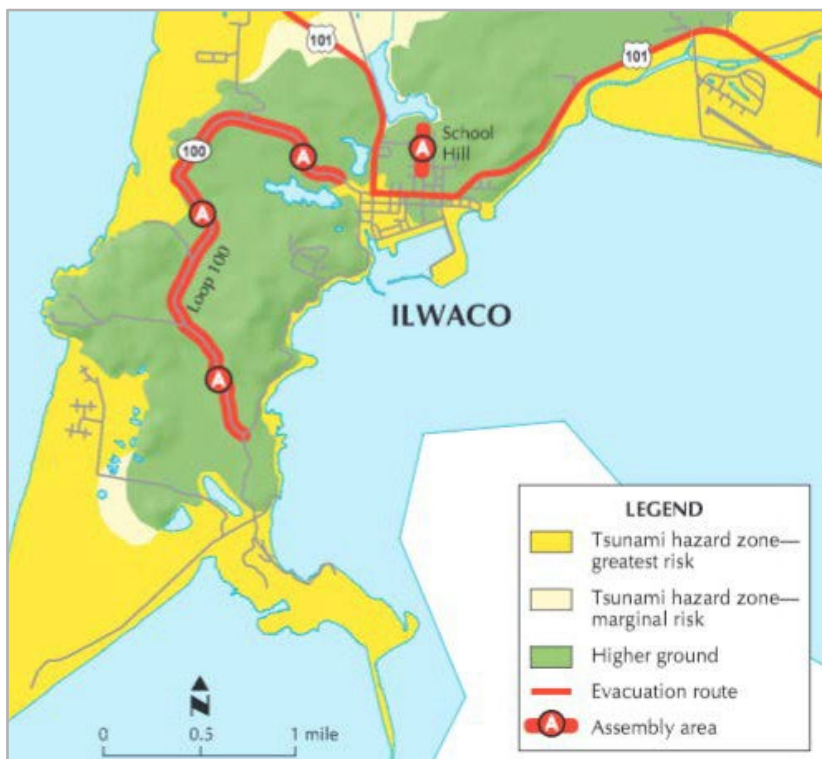 101
101
School
Hill
A
100
A
A
Loop 100
ILWACO
A
LEGEND
Tsunami hazard zone—
greatest risk
Tsunami hazard zone—
marginal risk
Higher ground
Evacuation route
A Assembly area
N
0 0.5 1 mile